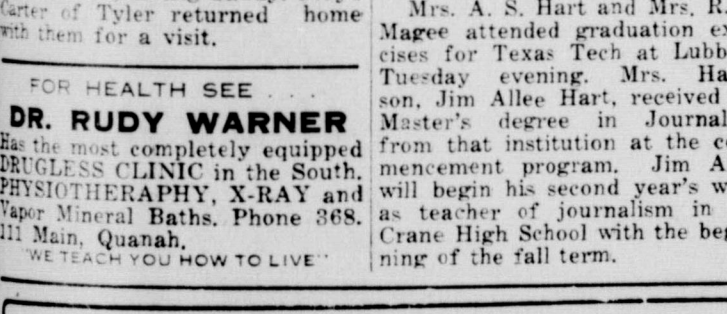 Carter of Tyler returned home
with them for a visit.
FOR HEALTH SEE . . .
DR. RUDY WARNER
Has the most completely equipped
DRUGLESS CLINIC in the South.
PHYSIOTHERAPHY, X-RAY and
Vapor Mineral Baths. Phone 368.
111 Main, Quanah.
"WE TEACH YOU HOW TO LIVE"
Mrs. A. S. Hart and Mrs. R.
Magee attended graduation ex
cises for Texas Tech at Lubb
Tuesday evening. Mrs. Ha
son, Jim Allee Hart, received
Master's degree in Journal
from that institution at the c
mencement program. Jim A
will begin his second year's w
as teacher of journalism in
Crane High School with the beg
ning of the fall term.